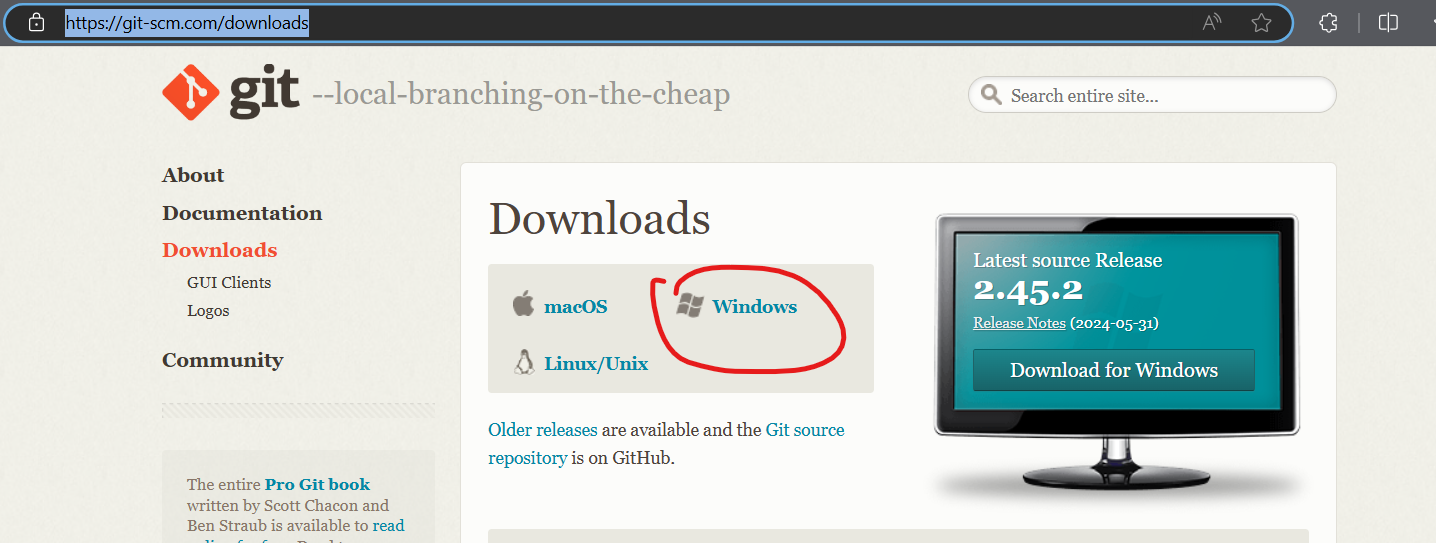 https://git-scm.com/downloads
git --local-branching-on-the-cheap
Search entire site...
About
Documentation
Downloads
GUI Clients
Logos
Community
The entire Pro Git book
written by Scott Chacon and
Ben Straub is available to read
Downloads
macOS
Windows
Linux/Unix
Older releases are available and the Git source
repository is on GitHub.
Latest source Release
2.45.2
Release Notes (2024-05-31)
Download for Windows